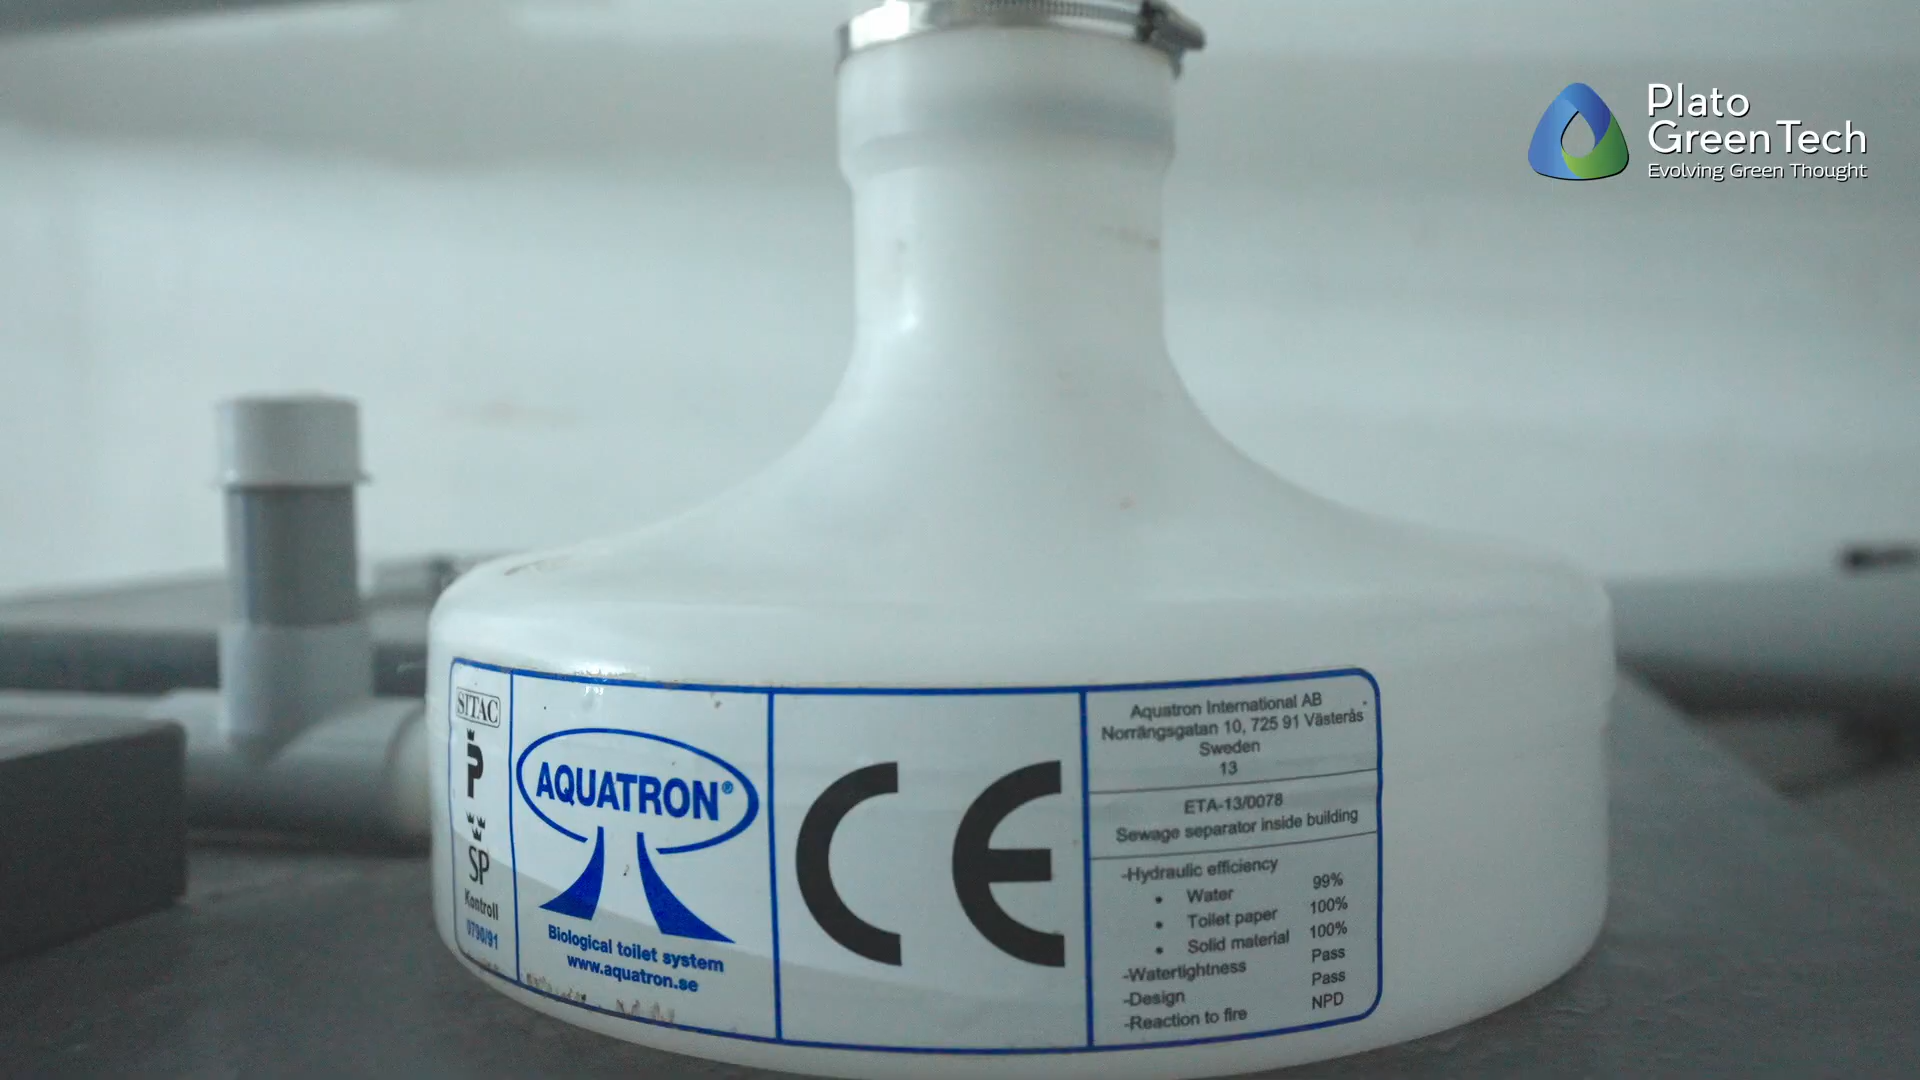 Plato
Green Tech
Evolving Green Thought
SITAC
P
SP
Kontroll
0790/91
AQUATRON®
Biological toilet system
www.aquatron.se
CE
Aquatron International AB
Norrängsgatan 10, 725 91 Västerås
Sweden
13
ETA-13/0078
Sewage separator inside building
-Hydraulic efficiency
• Water 99%
• Toilet paper 100%
• Solid material 100%
-Watertightness Pass
-Design Pass
-Reaction to fire NPD